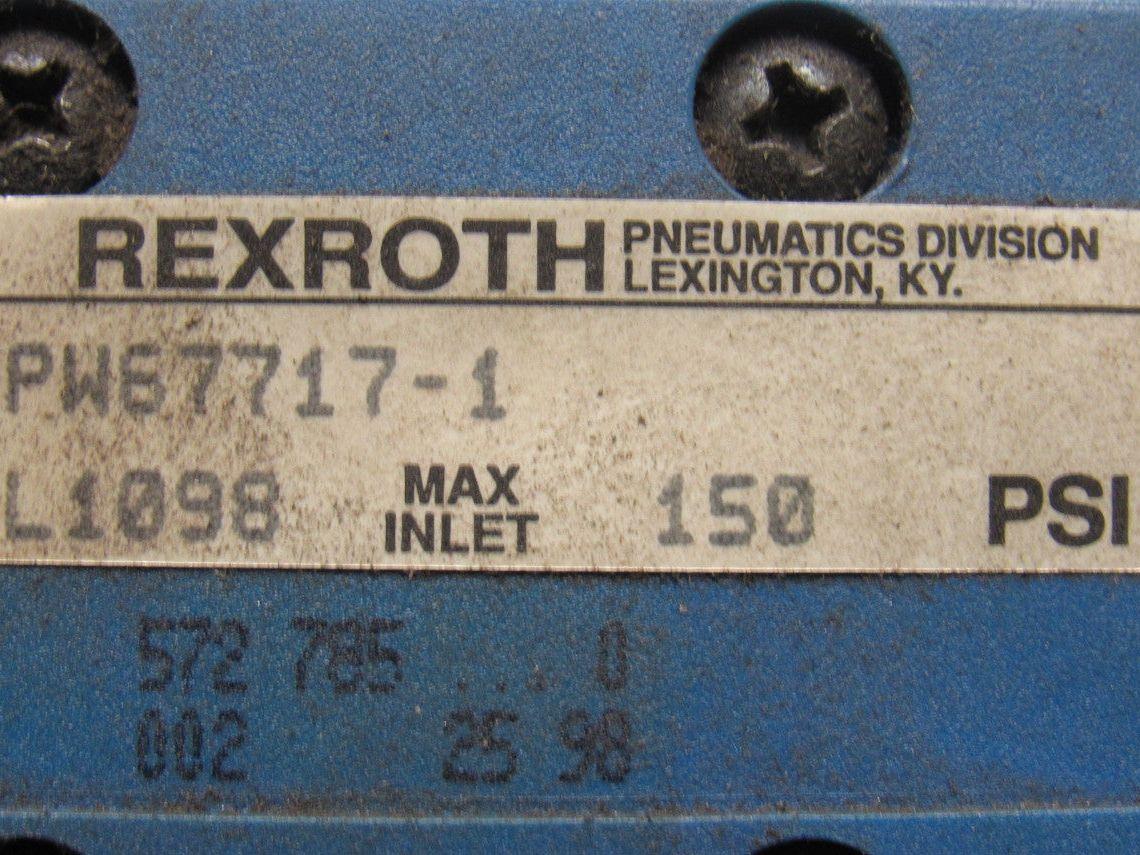 REXROTH PNEUMATICS DIVISION
LEXINGTON, KY.
PW67717-1
L1098 MAX INLET 150 PSI
572 785 ... 0
002 25 98